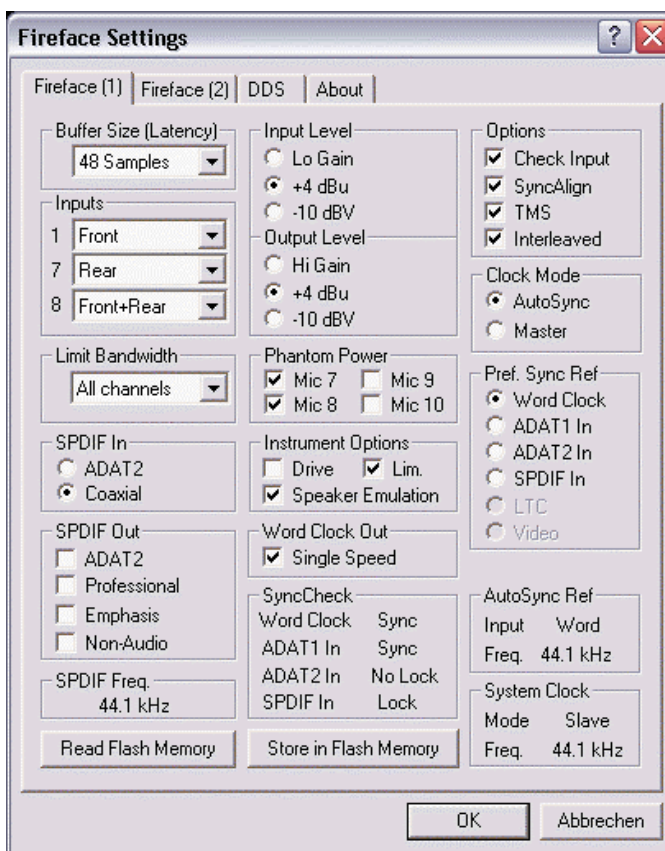 Fireface Settings
Fireface (1) Fireface (2) DDS About
Buffer Size (Latency)
48 Samples
Inputs
1 Front
7 Rear
8 Front+Rear
Limit Bandwidth
All channels
SPDIF In
ADAT2
Coaxial
SPDIF Out
ADAT2
Professional
Emphasis
Non-Audio
SPDIF Freq.
44.1 kHz
Read Flash Memory
Input Level
Lo Gain
+4 dBu
-10 dBV
Output Level
Hi Gain
+4 dBu
-10 dBV
Phantom Power
Mic 7 Mic 9
Mic 8 Mic 10
Instrument Options
Drive Lim.
Speaker Emulation
Word Clock Out
Single Speed
SyncCheck
Word Clock Sync
ADAT1 In Sync
ADAT2 In No Lock
SPDIF In Lock
Store in Flash Memory
Options
Check Input
SyncAlign
TMS
Interleaved
Clock Mode
AutoSync
Master
Pref. Sync Ref
Word Clock
ADAT1 In
ADAT2 In
SPDIF In
LTC
Video
AutoSync Ref
Input Word
Freq. 44.1 kHz
System Clock
Mode Slave
Freq. 44.1 kHz
OK Abbrechen